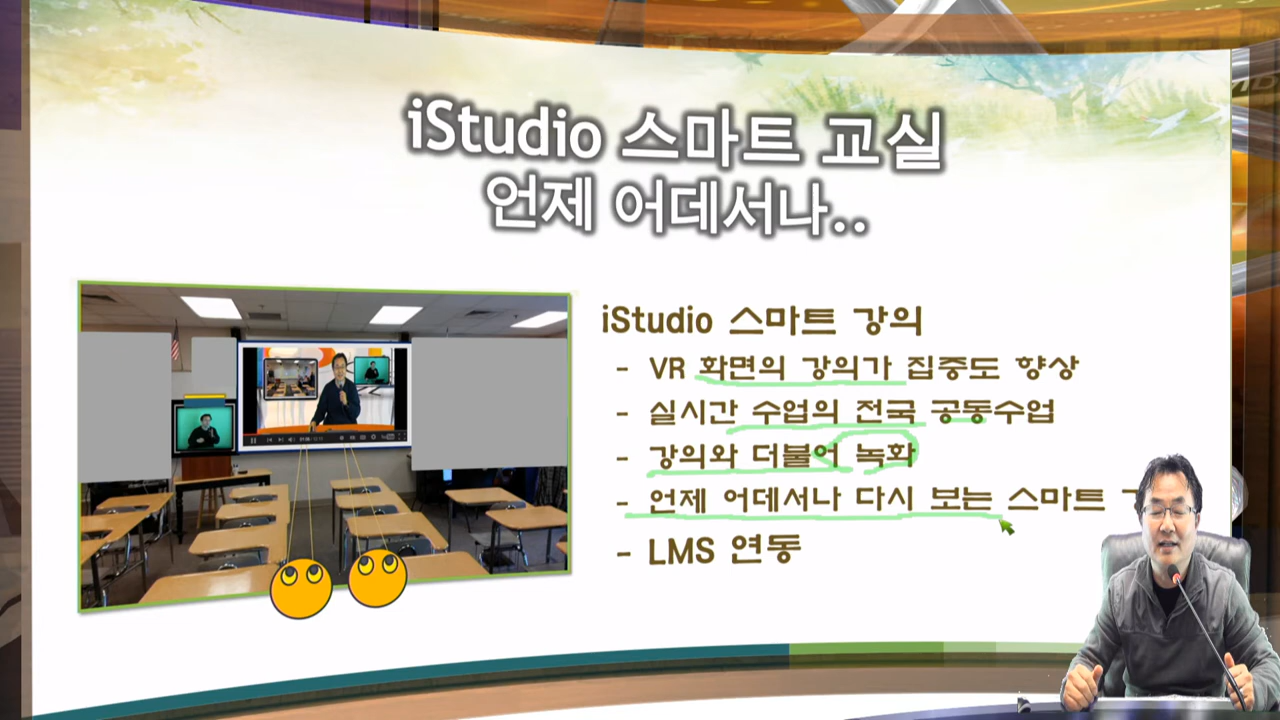 iStudio 스마트 교실
언제 어데서나..
iStudio 스마트 강의
- VR 화면의 강의가 집중도 향상
- 실시간 수업의 전국 공동수업
- 강의와 더불어 녹화
- 언제 어데서나 다시 보는 스마트
- LMS 연동